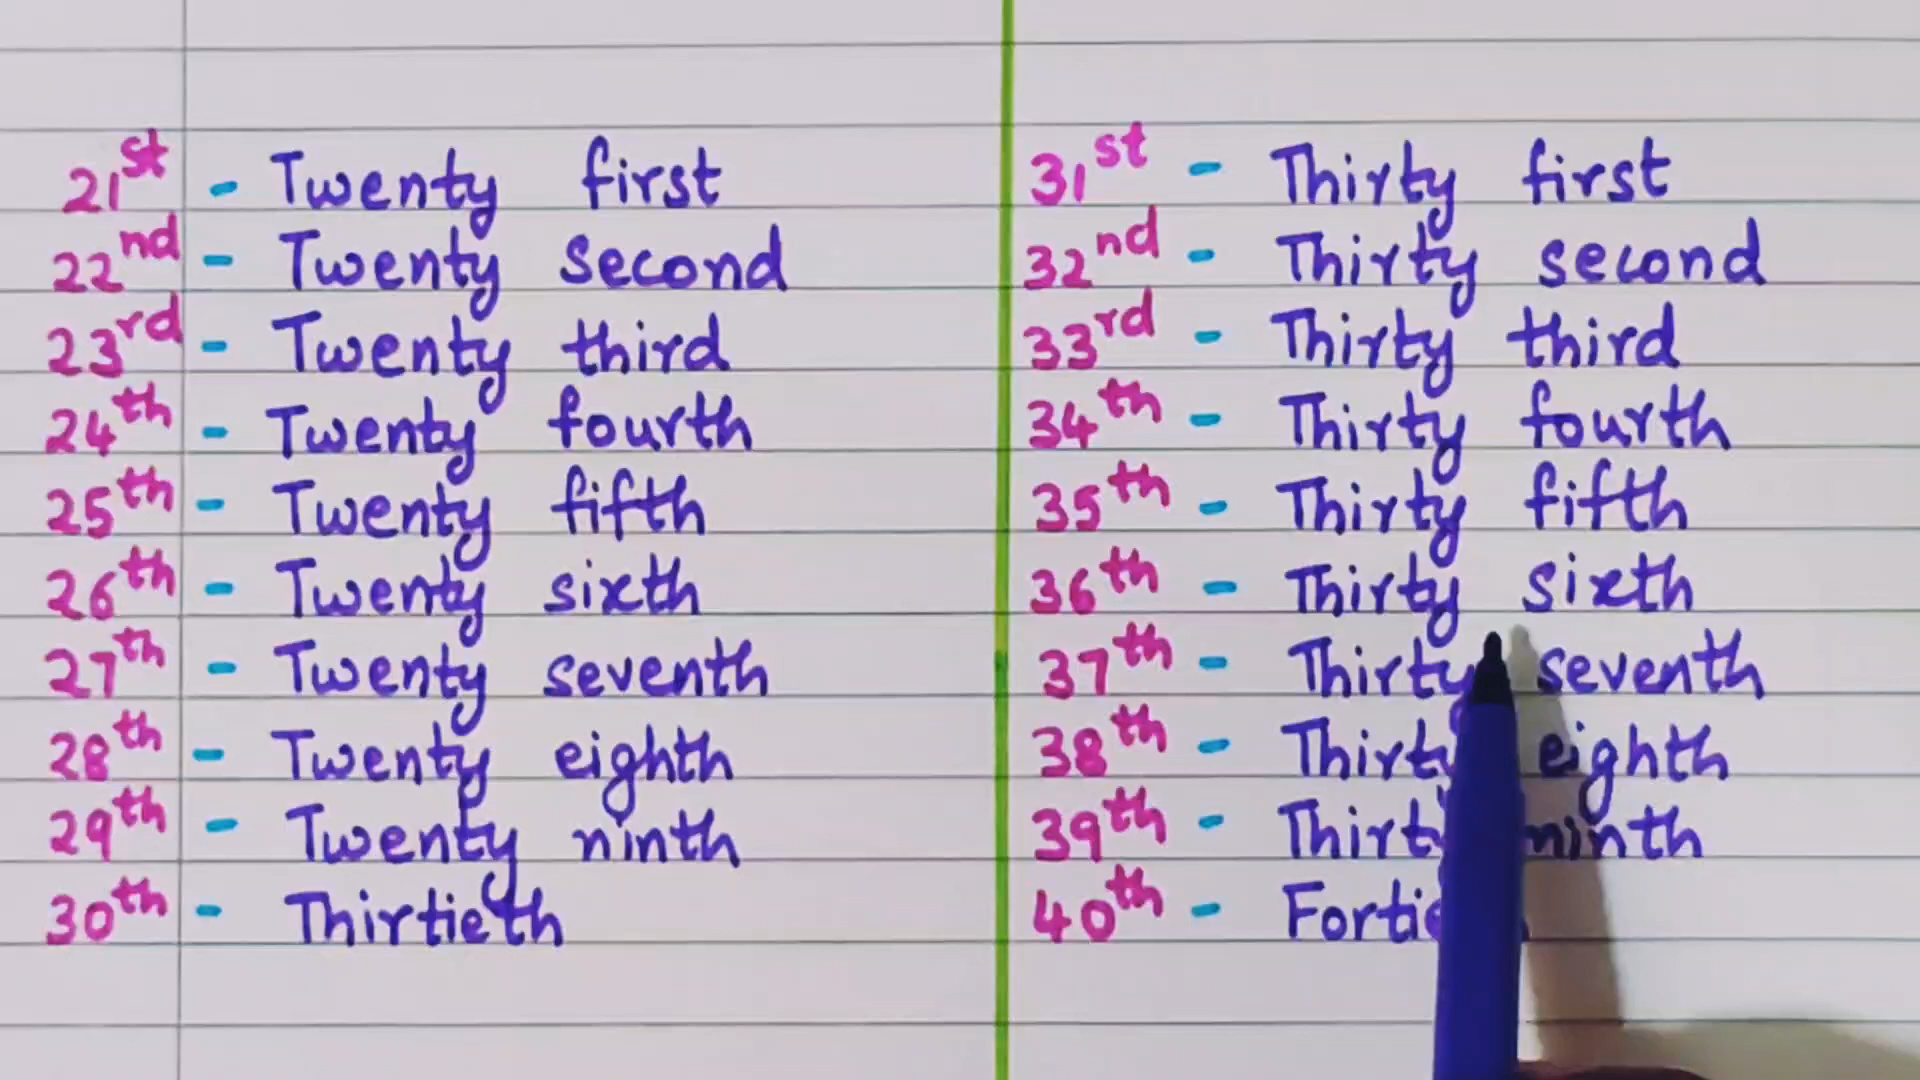 21st - Twenty first
22nd - Twenty second
23rd - Twenty third
24th - Twenty fourth
25th - Twenty fifth
26th - Twenty sixth
27th - Twenty seventh
28th - Twenty eighth
29th - Twenty ninth
30th - Thirtieth
31st - Thirty first
32nd - Thirty second
33rd - Thirty third
34th - Thirty fourth
35th - Thirty fifth
36th - Thirty sixth
37th - Thirty seventh
38th - Thirty eighth
39th - Thirty ninth
40th -